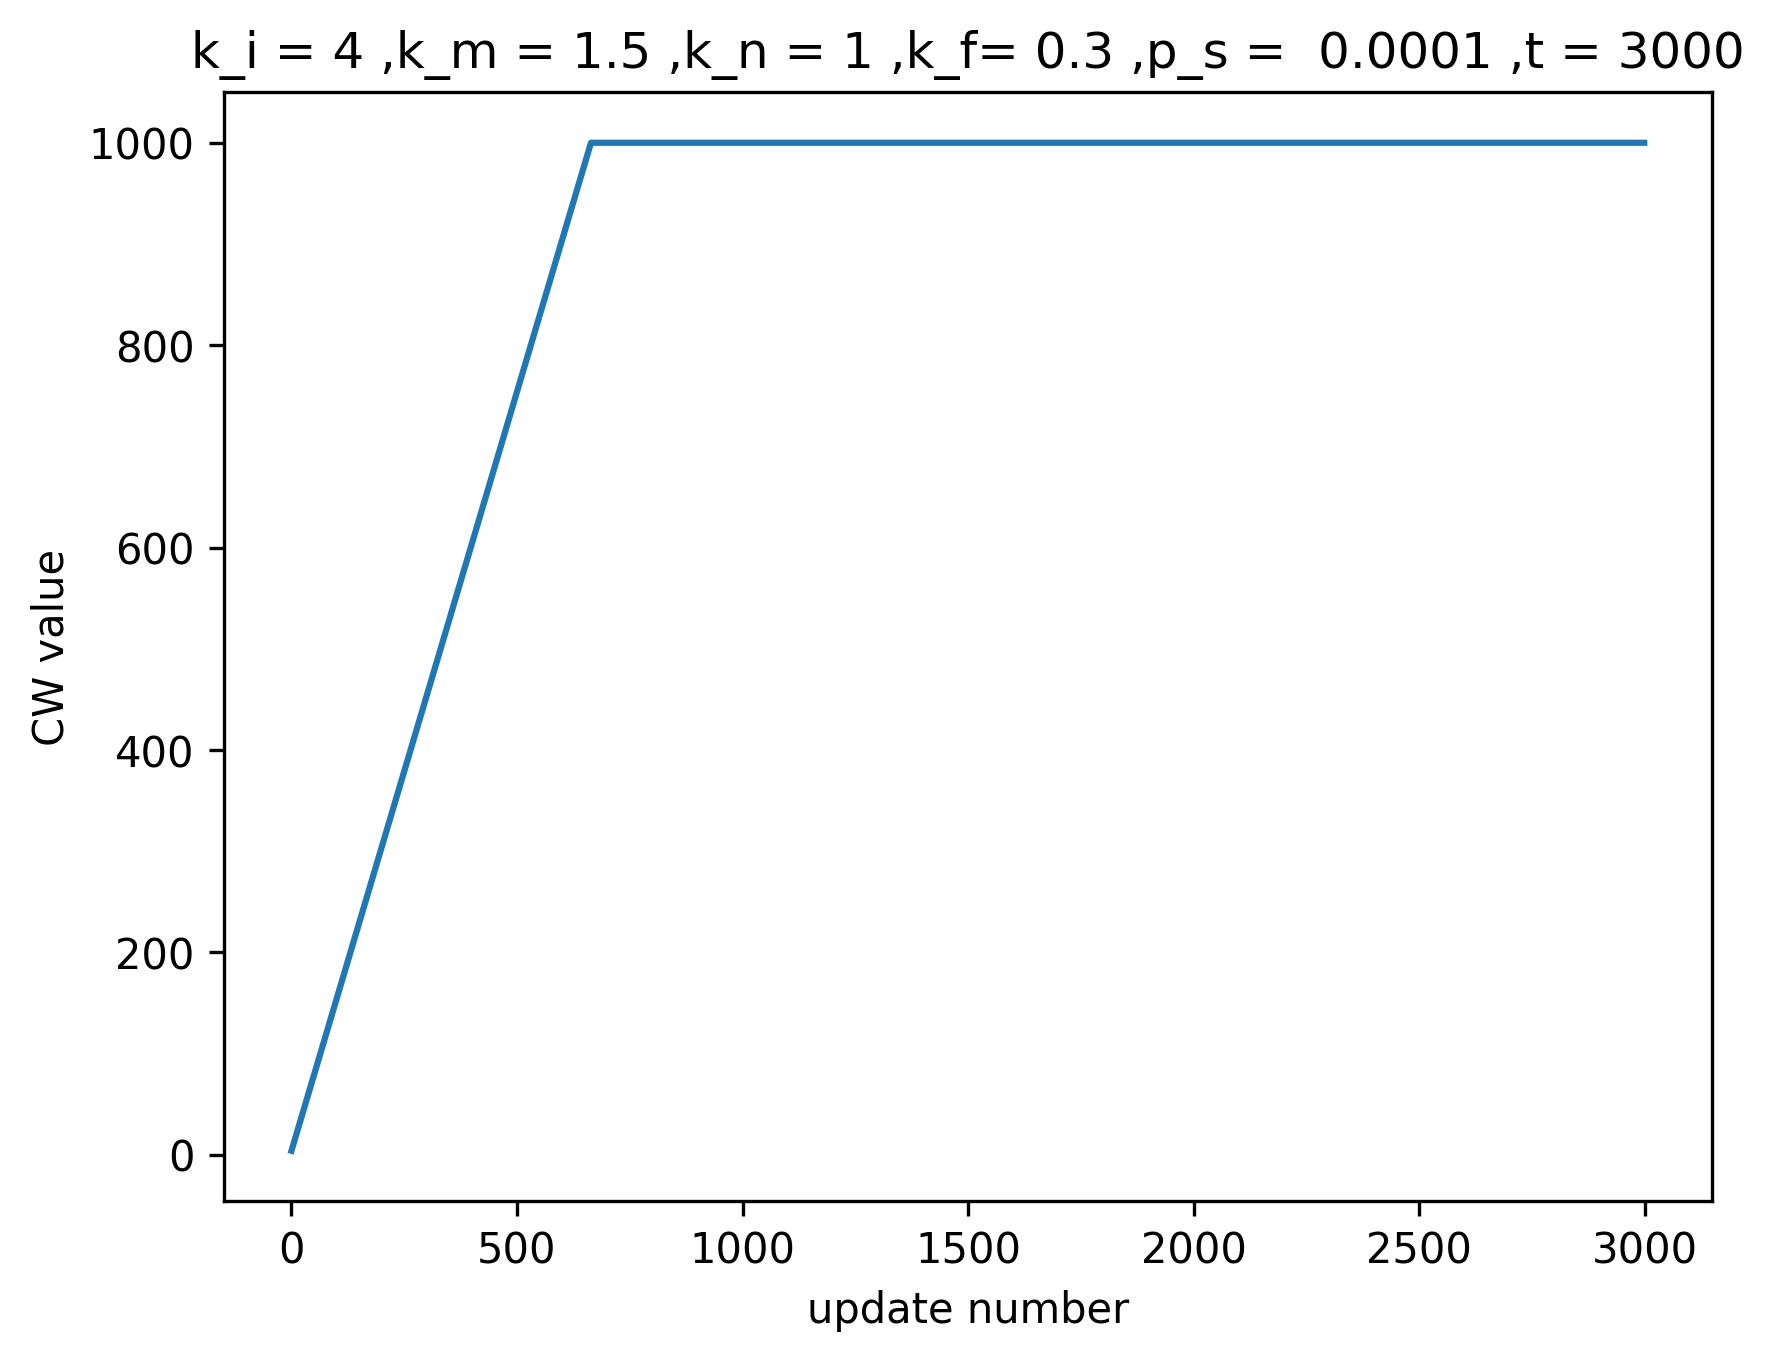 k_i = 4 ,k_m = 1.5 ,k_n = 1 ,k_f= 0.3 ,p_s =  0.0001 ,t = 3000
1000
800
600
400
200
0
CW value
0 500 1000 1500 2000 2500 3000
update number